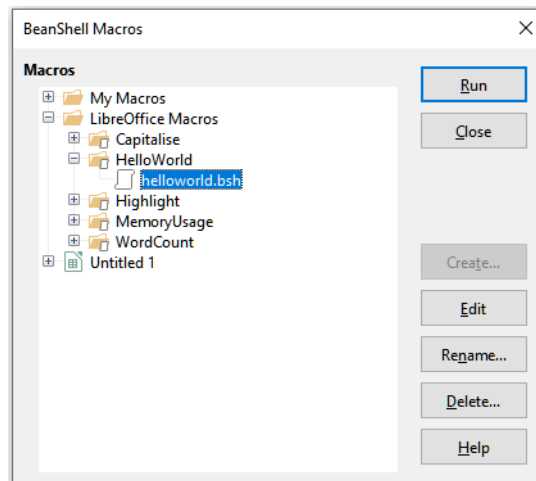 BeanShell Macros
Macros
My Macros
LibreOffice Macros
Capitalise
HelloWorld
helloworld.bsh
Highlight
MemoryUsage
WordCount
Untitled 1
Run
Close
Create...
Edit
Rename...
Delete...
Help